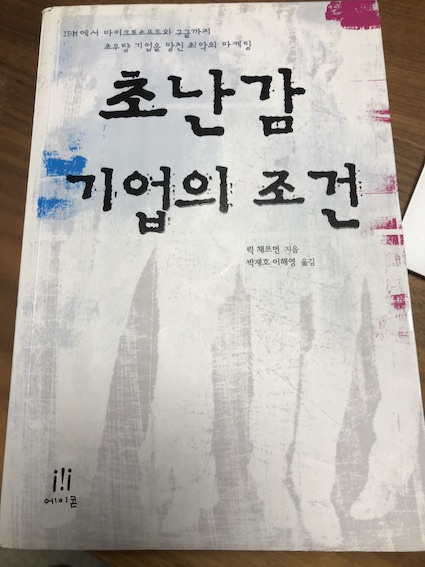 IBM에서 마이크로소프트와 구글까지
초우량 기업을 망친 최악의 마케팅
초난감
기업의 조건
릭 채프먼 지음
박재호 이해영 옮김
에이콘